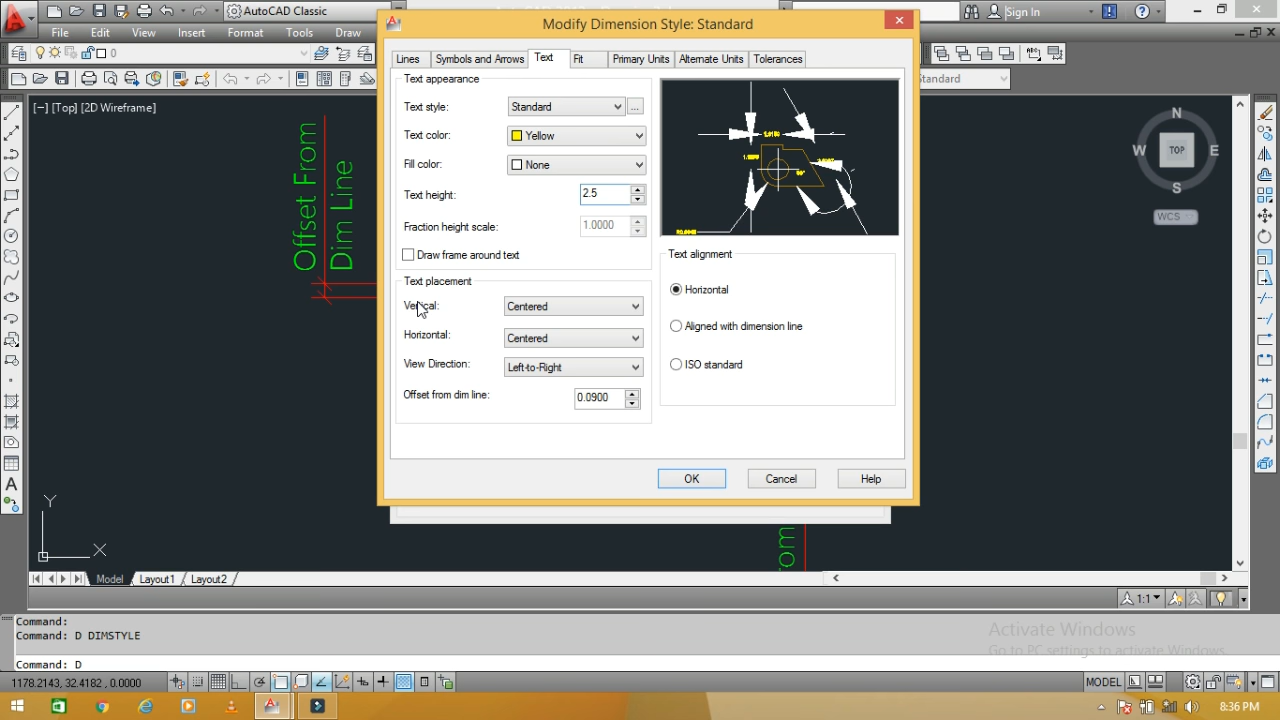 AutoCAD Classic
Sign In
File Edit View Insert Format Tools Draw
0
Standard
[−] [Top] [2D Wireframe]
Offset From
Dim Line
Modify Dimension Style: Standard
Lines Symbols and Arrows Text Fit Primary Units Alternate Units Tolerances
Text appearance
Text style: Standard ...
Text color: Yellow
Fill color: None
Text height: 2.5
Fraction height scale: 1.0000
Draw frame around text
Text placement
Vertical: Centered
Horizontal: Centered
View Direction: Left-to-Right
Offset from dim line: 0.0900
Text alignment
Horizontal
Aligned with dimension line
ISO standard
OK Cancel Help
N
W TOP E
S
WCS
Y
X
Model Layout1 Layout2
1:1
Command:
Command: D DIMSTYLE
Command: D
Activate Windows
Go to PC settings to activate Windows.
1178.2143, 32.4182 , 0.0000
MODEL
8:36 PM